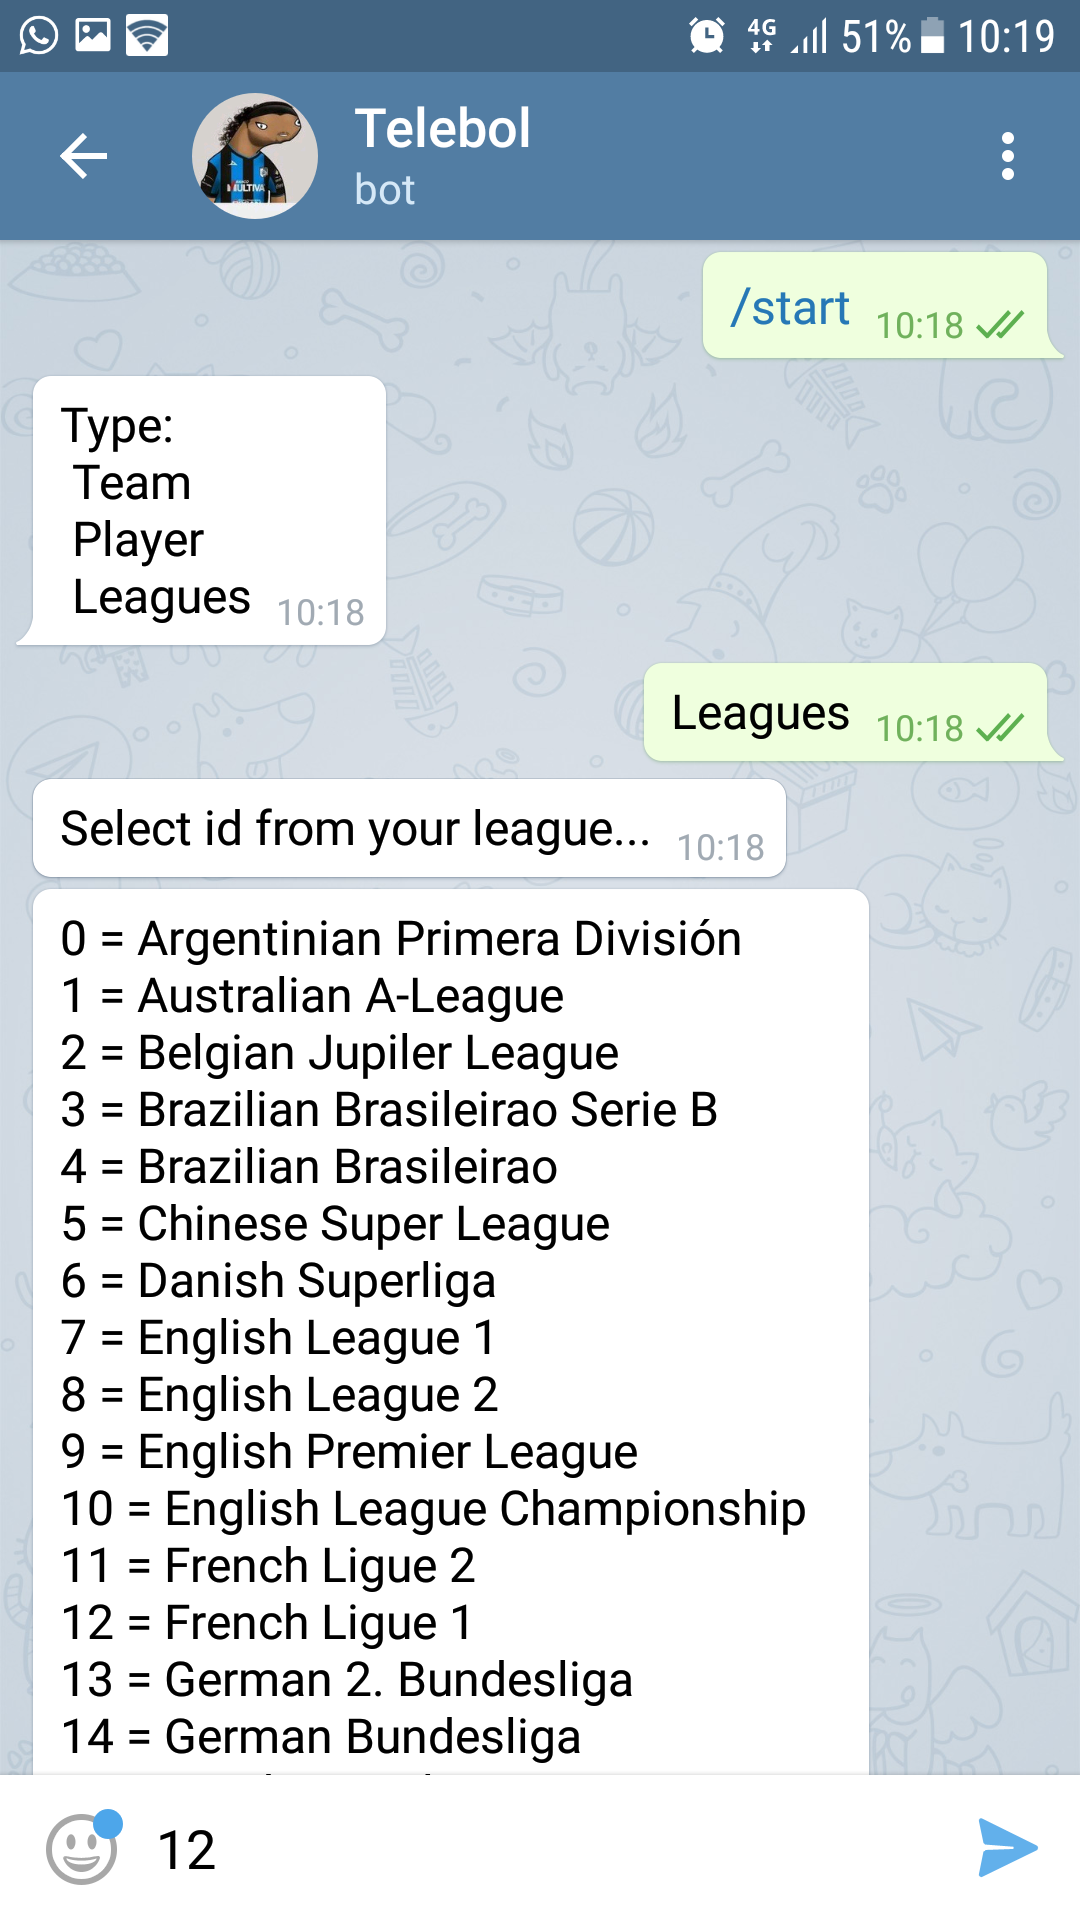 4G 51% 10:19
Telebol
bot
MULTIVA
/start 10:18
Type:
Team
Player
Leagues 10:18
Leagues 10:18
Select id from your league... 10:18
0 = Argentinian Primera División
1 = Australian A-League
2 = Belgian Jupiler League
3 = Brazilian Brasileirao Serie B
4 = Brazilian Brasileirao
5 = Chinese Super League
6 = Danish Superliga
7 = English League 1
8 = English League 2
9 = English Premier League
10 = English League Championship
11 = French Ligue 2
12 = French Ligue 1
13 = German 2. Bundesliga
14 = German Bundesliga
12